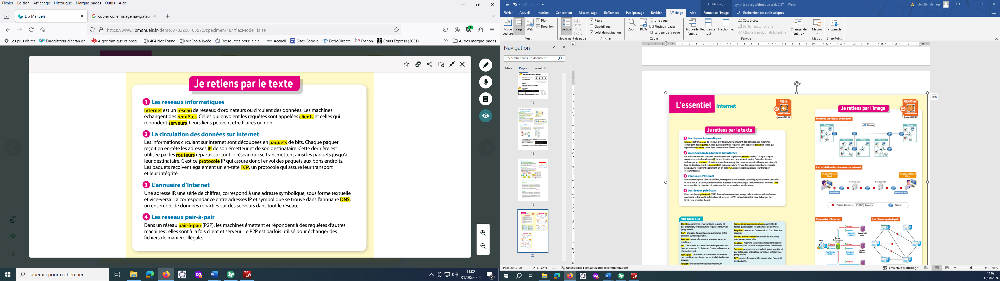 Fichier Édition Affichage Historique Marque-pages Outils Aide
Lib Manuels
copier coller image navigateur
https://www.libmanuels.fr/demo/9782206103570/specimen/48/?flexMode=false
Les plus visités Enregistreur d'écran gr... Algorithmique et prog... 404 Not Found ViaScola Lycée Ressources pour la cla... Accueil Sites Google EcoleDirecte Python Cours Express (2021) -... Autres marque-pages
Je retiens par le texte
1 Les réseaux informatiques
Internet est un réseau de réseaux d'ordinateurs où circulent des données. Les machines
échangent des requêtes. Celles qui envoient les requêtes sont appelées clients et celles qui
répondent serveurs. Leurs liens peuvent être filaires ou non.
2 La circulation des données sur Internet
Les informations circulant sur Internet sont découpées en paquets de bits. Chaque paquet
reçoit en en-tête les adresses IP de son émetteur et de son destinataire. Cette dernière est
utilisée par les routeurs répartis sur tout le réseau qui se transmettent ainsi les paquets jusqu'à
leur destinataire. C'est ce protocole IP qui assure donc l'envoi des paquets aux bons endroits.
Les paquets reçoivent également un en-tête TCP, un protocole qui assure leur transport
et leur intégrité.
3 L'annuaire d'Internet
Une adresse IP, une série de chiffres, correspond à une adresse symbolique, sous forme textuelle
et vice-versa. La correspondance entre adresses IP et symbolique se trouve dans l'annuaire DNS,
un ensemble de données réparties sur des serveurs dans tout le réseau.
4 Les réseaux pair-à-pair
Dans un réseau pair-à-pair (P2P), les machines émettent et répondent à des requêtes d'autres
machines : elles sont à la fois client et serveur. Le P2P est parfois utilisé pour échanger des
fichiers de manière illégale.
Taper ici pour rechercher
11:02
31/08/2024
2
Outils Image
synthèse d'algorithmique et de SNT - Word
christian desiage
Fichier Accueil Insertion Conception Mise en page Références Publipostage Révision Affichage Aide Format de l'image Rechercher des outils adaptés
Mode Lecture
Page
Web
Plan
Brouillon
Vues
Vertical
Côte à côte
Mouvement de page
Règle
Quadrillage
Volet de navigation
Afficher
Zoom
100%
Une page
Plusieurs pages
Largeur de la page
Zoom
Nouvelle fenêtre
Réorganiser tout
Fractionner
Côte à côte
Défilement synchrone
Rétablir la position de la fenêtre
Changer de fenêtre
Fenêtre
Macros
Macros
Propriétés
SharePoint
Navigation
Rechercher dans un document
Titres Pages Résultats
17
18
19
20
L'essentiel Internet
AUDIO
ANIMATION
Je retiens par le texte
1 Les réseaux informatiques
Internet est un réseau de réseaux d'ordinateurs où circulent des données. Les machines
échangent des requêtes. Celles qui envoient les requêtes sont appelées clients et celles qui
répondent serveurs. Leurs liens peuvent être filaires ou non.
2 La circulation des données sur Internet
Les informations circulant sur Internet sont découpées en paquets de bits. Chaque paquet
reçoit en en-tête les adresses IP de son émetteur et de son destinataire. Cette dernière est
utilisée par les routeurs répartis sur tout le réseau qui se transmettent ainsi les paquets jusqu'à
leur destinataire. C'est ce protocole IP qui assure donc l'envoi des paquets aux bons endroits.
Les paquets reçoivent également un en-tête TCP, un protocole qui assure leur transport
et leur intégrité.
3 L'annuaire d'Internet
Une adresse IP, une série de chiffres, correspond à une adresse symbolique, sous forme textuelle
et vice-versa. La correspondance entre adresses IP et symbolique se trouve dans l'annuaire DNS,
un ensemble de données réparties sur des serveurs dans tout le réseau.
4 Les réseaux pair-à-pair
Dans un réseau pair-à-pair (P2P), les machines émettent et répondent à des requêtes d'autres
machines : elles sont à la fois client et serveur. Le P2P est parfois utilisé pour échanger des
fichiers de manière illégale.
VOCABULAIRE
Client : programme envoyant une requête et,
par extension, ordinateur sur lequel se trouve ce
programme.
DNS : annuaire faisant la correspondance entre
adresses symbolique et IP.
Internet : réseau de réseaux interconnecté de
machines.
IP : 1. Protocole assurant l'envoi des paquets aux
bonnes adresses. 2. Adresse d'une machine sur le
réseau Internet.
Pair-à-pair : protocole de communication entre
des machines en réseau qui sont à la fois client et
serveur.
Paquet : unité de données d'au maximum
Protocole de communication : ensemble de
règles qui régissent les échanges de données.
Requête : demande d'information d'un client à un
serveur.
Réseau informatique : ensemble de machines
connectées entre elles.
Routeur : machine transmettant les données sur
Internet pour qu'elles atteignent leur destination.
Serveur : programme répondant à une requête et,
par extension, ordinateur sur lequel se trouve ce
programme.
TCP : protocole assurant le transport et l'intégrité
des paquets.
Je retiens par l'image
Internet, un réseau de réseaux
Réseau
Routeur
Réseau
Réseau
Réseau
Réseau
La circulation des données sur Internet
Client
Serveur mail
Serveur mail
Client
Envoi mail
Réception mail
Paquets de données IP TCP Données Routeur
L'annuaire d'Internet
Les réseaux pair-à-pair
Requête
Réponse
Serveur DNS
Client
Serveur du fournisseur d'accès
Requête
Réponse
Page 20 sur 28 2317 mots Accessibilité : consultez nos recommandations
Paramètres d'affichage
140 %
11:02
31/08/2024